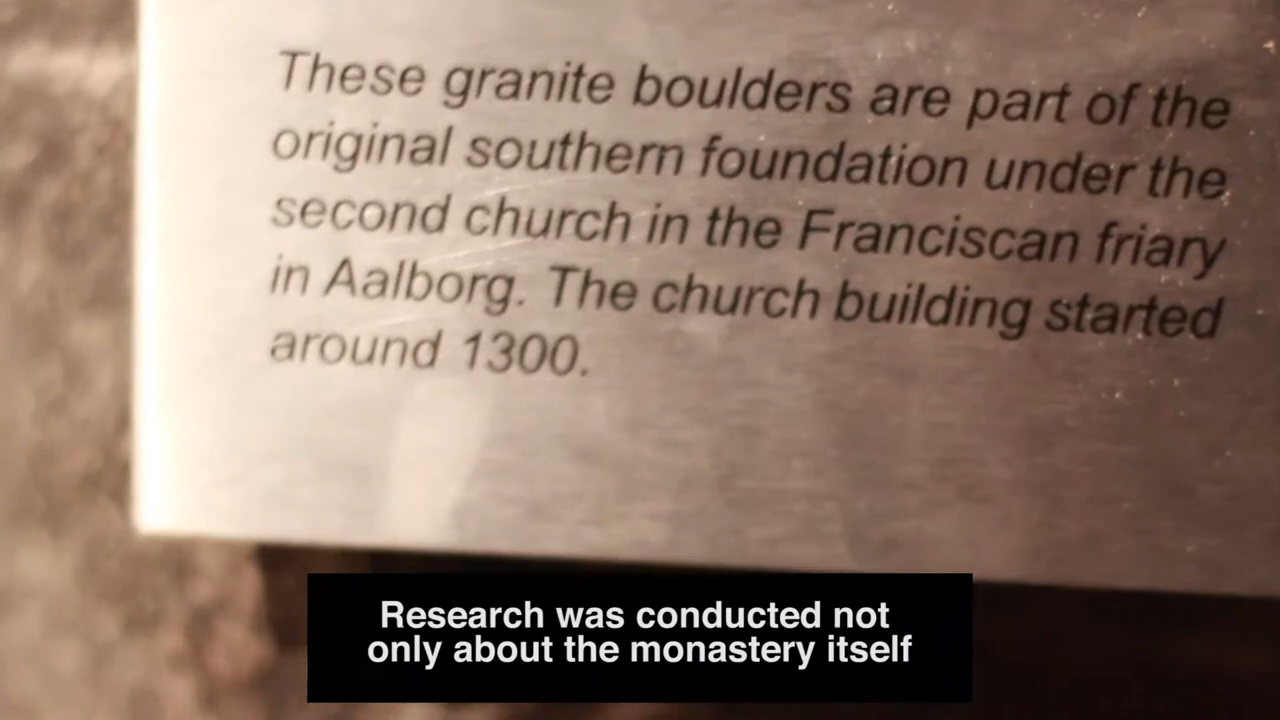 These granite boulders are part of the
original southern foundation under the
second church in the Franciscan friary
in Aalborg. The church building started
around 1300.
Research was conducted not
only about the monastery itself